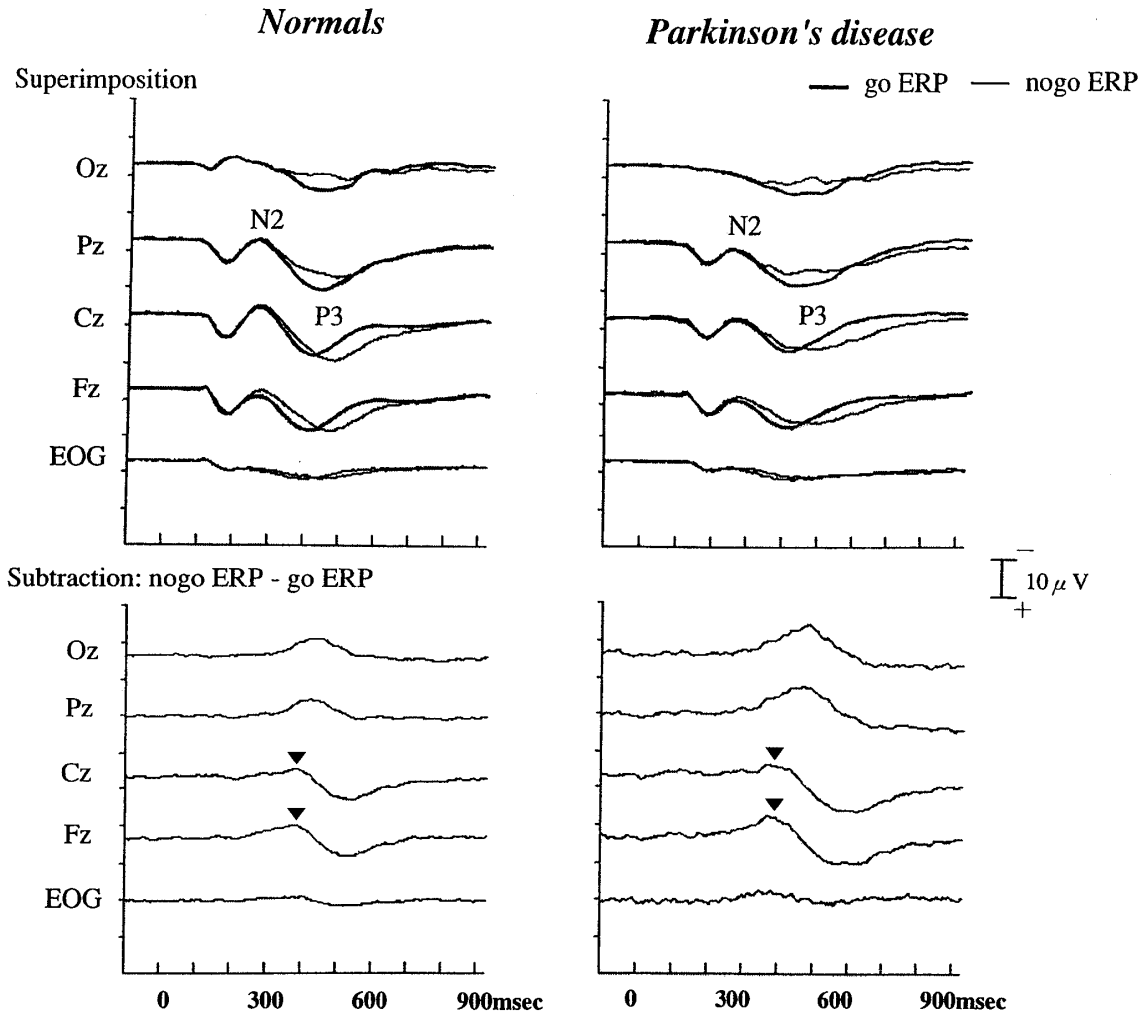 Normals
Parkinson's disease
Superimposition
go ERP
nogo ERP
Oz
N2
N2
Pz
Cz
P3
P3
Fz
EOG
Subtraction: nogo ERP - go ERP
−
10 μ V
+
Oz
Pz
Cz
Fz
EOG
0 300 600 900msec
0 300 600 900msec